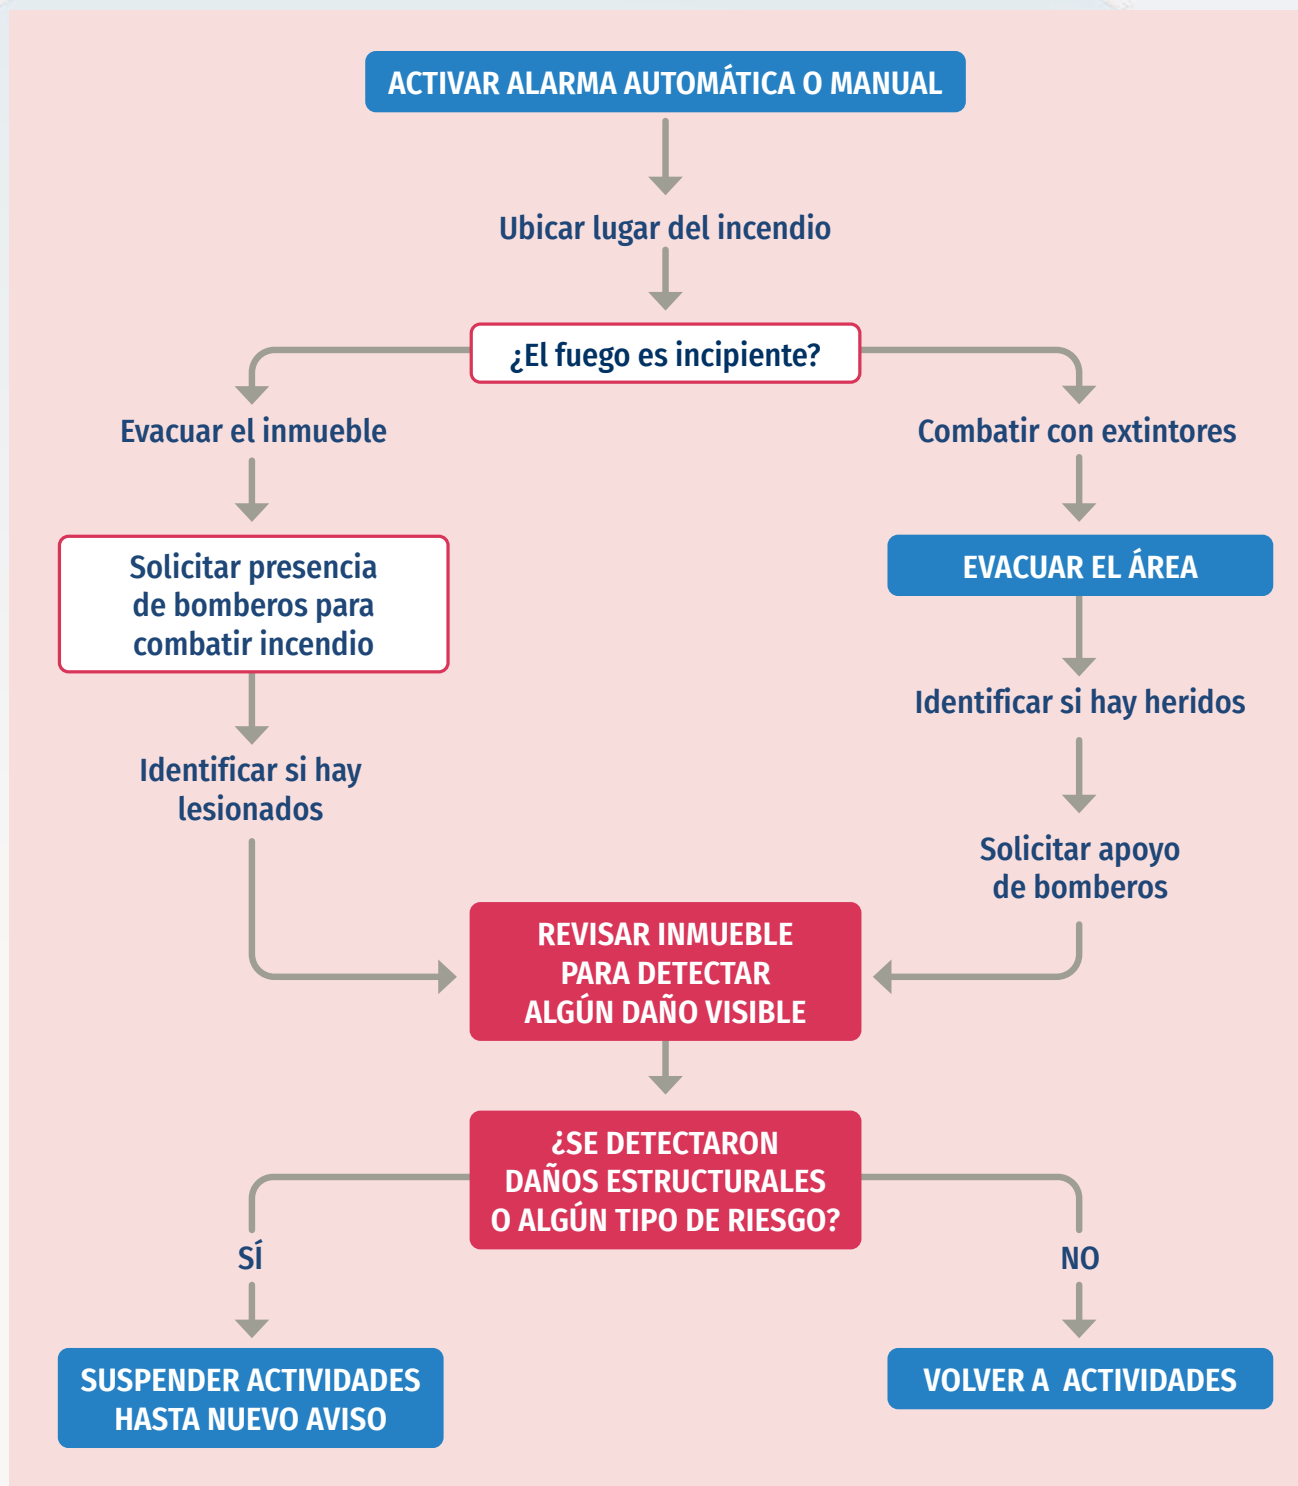 ACTIVAR ALARMA AUTOMÁTICA O MANUAL
Ubicar lugar del incendio
¿El fuego es incipiente?
Evacuar el inmueble
Combatir con extintores
Solicitar presencia
de bomberos para
combatir incendio
EVACUAR EL ÁREA
Identificar si hay heridos
Identificar si hay
lesionados
Solicitar apoyo
de bomberos
REVISAR INMUEBLE
PARA DETECTAR
ALGÚN DAÑO VISIBLE
¿SE DETECTARON
DAÑOS ESTRUCTURALES
O ALGÚN TIPO DE RIESGO?
SÍ
NO
SUSPENDER ACTIVIDADES
HASTA NUEVO AVISO
VOLVER A ACTIVIDADES